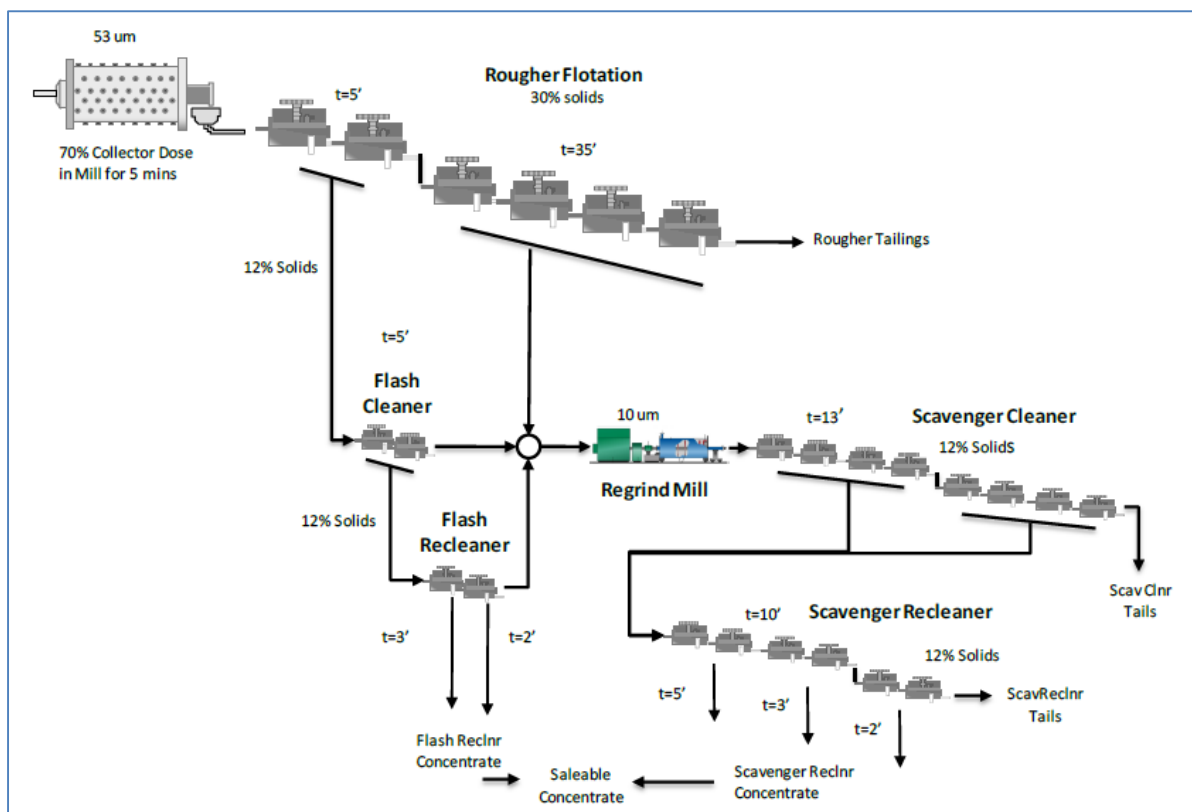 53 um
70% Collector Dose
in Mill for 5 mins
t=5’
Rougher Flotation
30% solids
t=35’
Rougher Tailings
12% Solids
t=5’
Flash
Cleaner
10 um
Regrind Mill
t=13’
Scavenger Cleaner
12% Solids
12% Solids
Flash
Recleaner
Scav Clnr
Tails
t=3’
t=2’
Scavenger Recleaner
t=10’
12% Solids
t=5’
t=3’
t=2’
ScavReclnr
Tails
Flash Reclnr
Concentrate
Saleable
Concentrate
Scavenger Reclnr
Concentrate